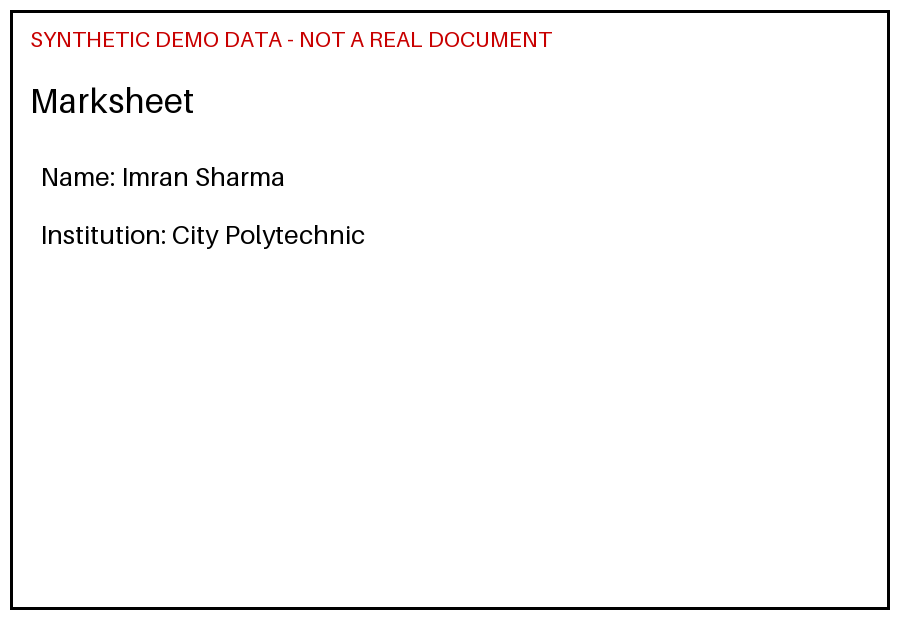 SYNTHETIC DEMO DATA - NOT A REAL DOCUMENT
Marksheet
Name: Imran Sharma
Institution: City Polytechnic